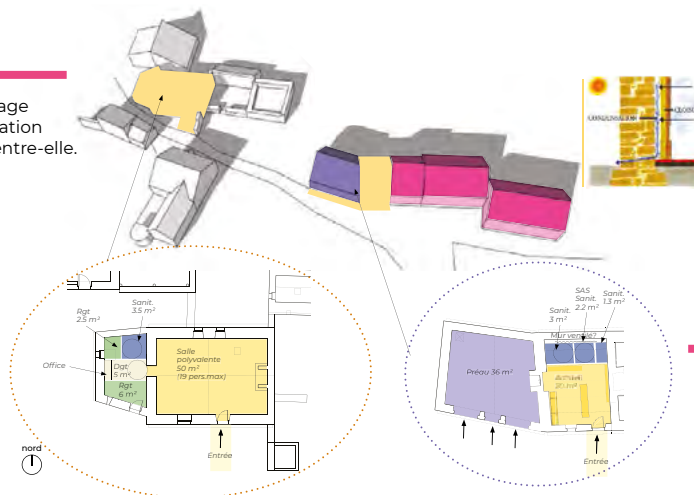 age
ation
entre-elle.
CONDENSATION
Rgt
2.5 m²
Sanit.
3.5 m²
Office
Dgt
5 m²
Rgt
6 m²
Salle
polyvalente
50 m²
(19 pers.max)
Entrée
nord
Préau 36 m²
Sanit.
3 m²
SAS
Sanit.
2.2 m²
Sanit.
1.3 m²
Mur ventilé?
Entrée